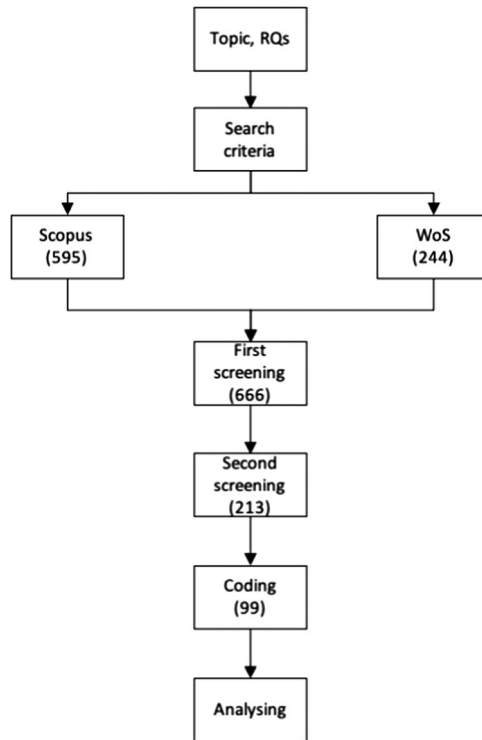 Topic, RQs
Search
criteria
Scopus
(595)
WoS
(244)
First
screening
(666)
Second
screening
(213)
Coding
(99)
Analysing